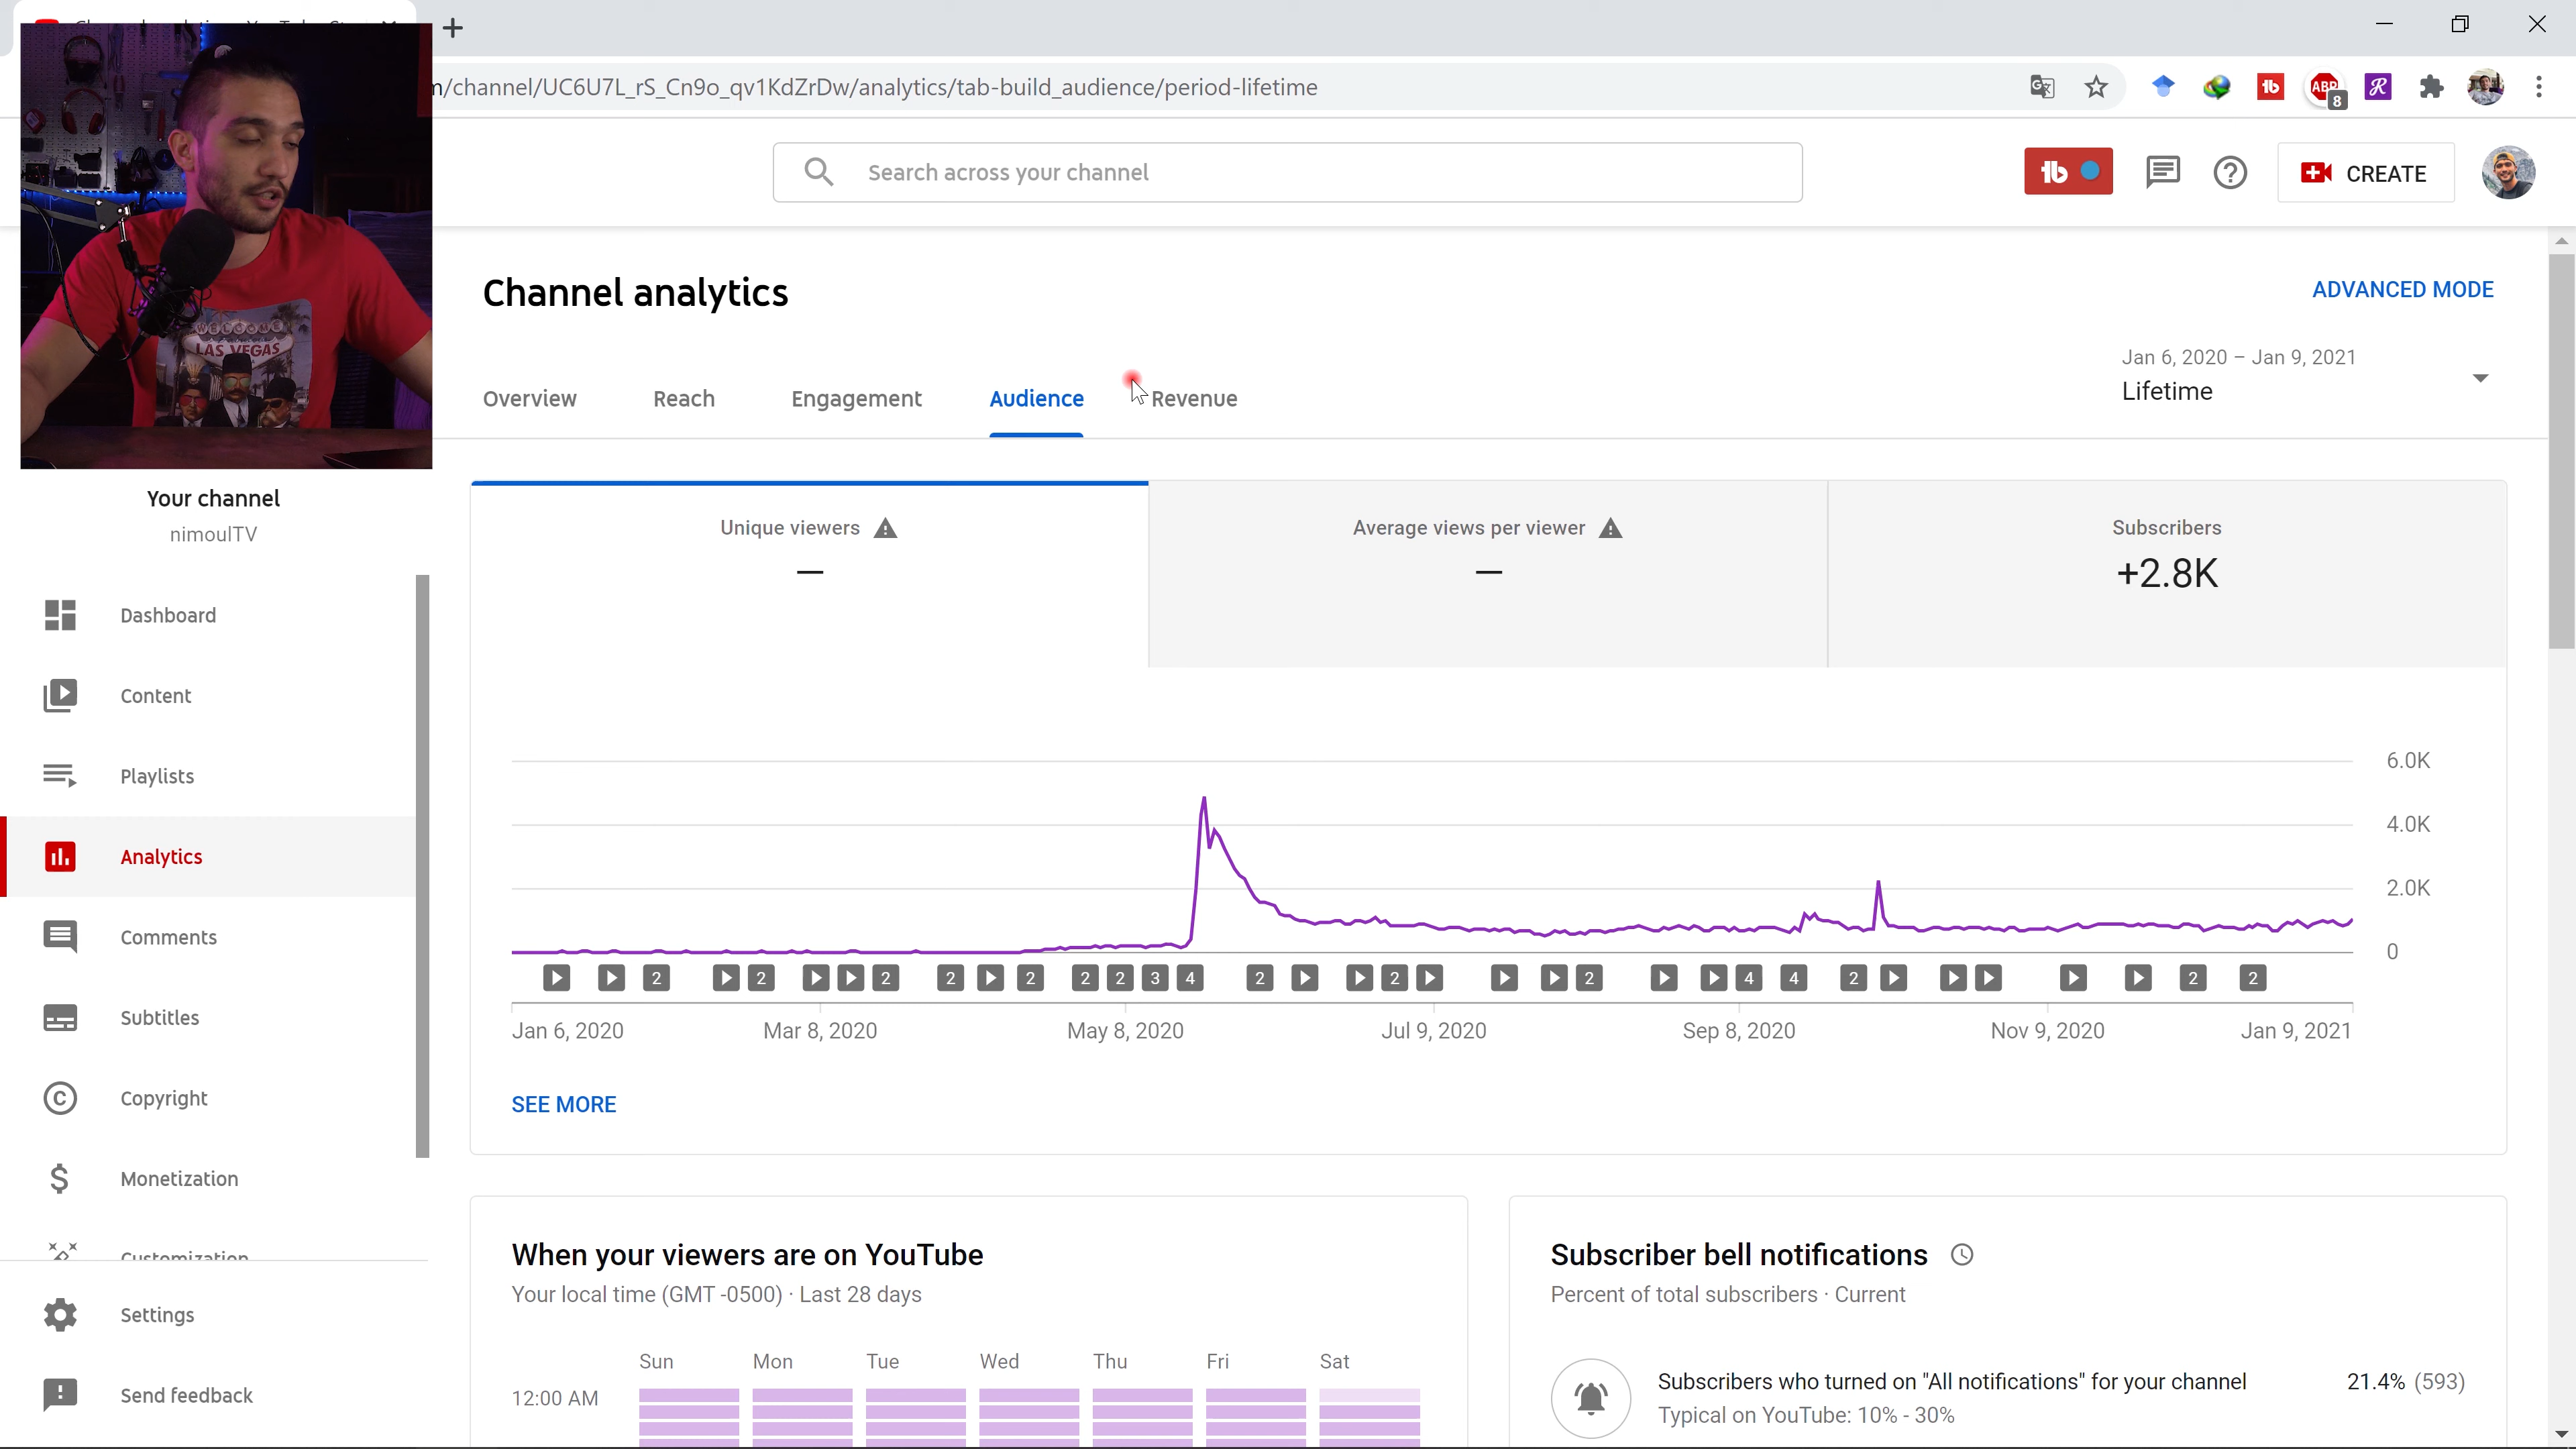 m/channel/UC6U7L_rS_Cn9o_qv1KdZrDw/analytics/tab-build_audience/period-lifetime
ABP
8
Search across your channel
CREATE
WELCOME
LAS VEGAS
Channel analytics
ADVANCED MODE
Jan 6, 2020 – Jan 9, 2021
Lifetime
Overview
Reach
Engagement
Audience
Revenue
Your channel
nimoulTV
Dashboard
Content
Playlists
Analytics
Comments
Subtitles
Copyright
Monetization
Customization
Settings
Send feedback
Unique viewers
—
Average views per viewer
—
Subscribers
+2.8K
6.0K
4.0K
2.0K
0
2 2 2 2 2 2 2 3 4 2 2 2 4 4 2 2 2
Jan 6, 2020
Mar 8, 2020
May 8, 2020
Jul 9, 2020
Sep 8, 2020
Nov 9, 2020
Jan 9, 2021
SEE MORE
When your viewers are on YouTube
Your local time (GMT -0500) · Last 28 days
Sun Mon Tue Wed Thu Fri Sat
12:00 AM
Subscriber bell notifications
Percent of total subscribers · Current
Subscribers who turned on "All notifications" for your channel
21.4% (593)
Typical on YouTube: 10% - 30%